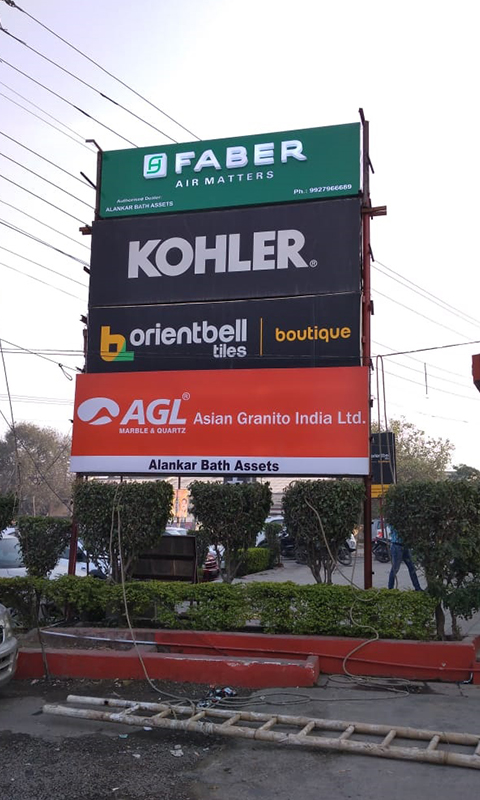 FABER
AIR MATTERS
Authorised Dealer:
ALANKAR BATH ASSETS
Ph.: 9927966689
KOHLER®
orientbell
tiles
boutique
AGL®
MARBLE & QUARTZ
Asian Granito India Ltd.
Alankar Bath Assets